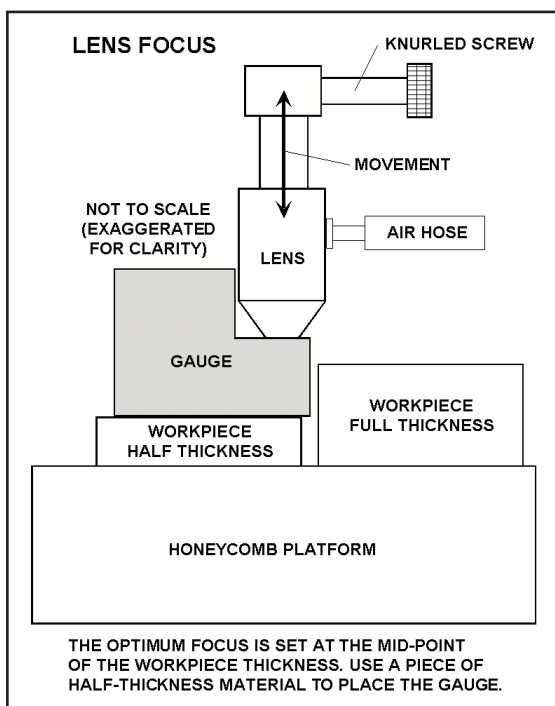 LENS FOCUS
KNURLED SCREW
MOVEMENT
NOT TO SCALE
(EXAGGERATED
FOR CLARITY)
LENS
AIR HOSE
GAUGE
WORKPIECE
HALF THICKNESS
WORKPIECE
FULL THICKNESS
HONEYCOMB PLATFORM
THE OPTIMUM FOCUS IS SET AT THE MID-POINT
OF THE WORKPIECE THICKNESS. USE A PIECE OF
HALF-THICKNESS MATERIAL TO PLACE THE GAUGE.